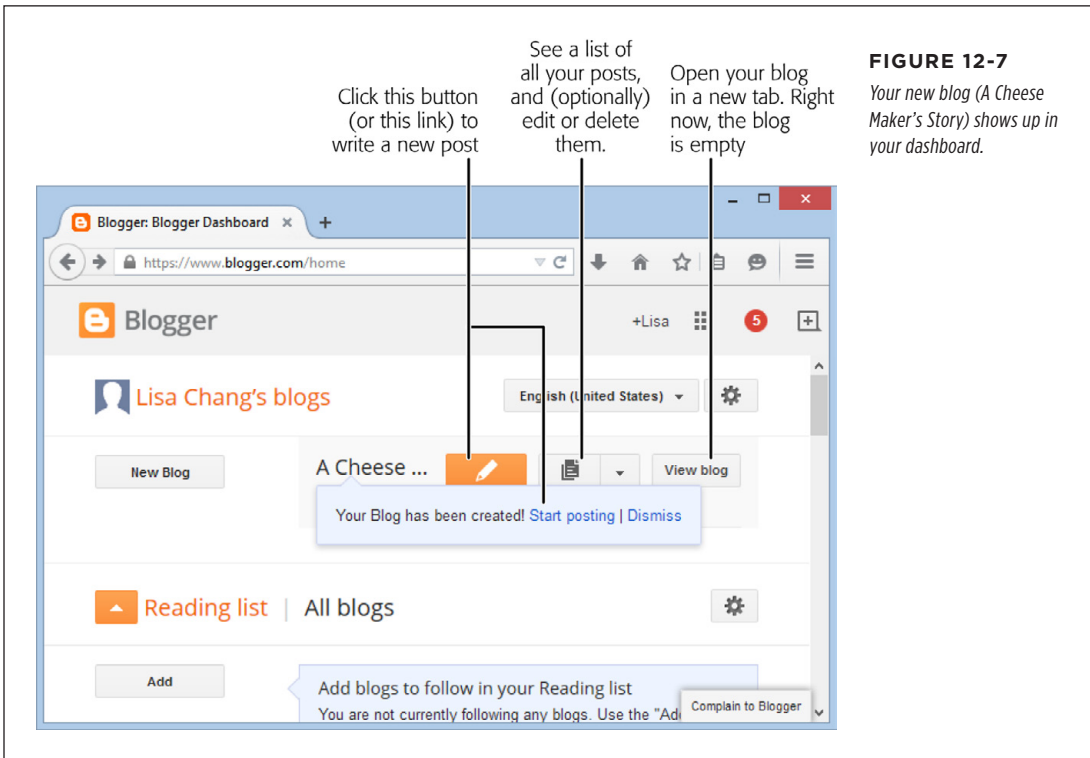 See a list of
all your posts,
and (optionally)
edit or delete
them.
Click this button
(or this link) to
write a new post
Open your blog
in a new tab. Right
now, the blog
is empty
FIGURE 12-7
Your new blog (A Cheese
Maker's Story) shows up in
your dashboard.
Blogger: Blogger Dashboard
https://www.blogger.com/home
Blogger
+Lisa
5
Lisa Chang's blogs
English (United States)
New Blog
A Cheese ...
View blog
Your Blog has been created! Start posting | Dismiss
Reading list | All blogs
Add
Add blogs to follow in your Reading list
You are not currently following any blogs. Use the "Ad
Complain to Blogger